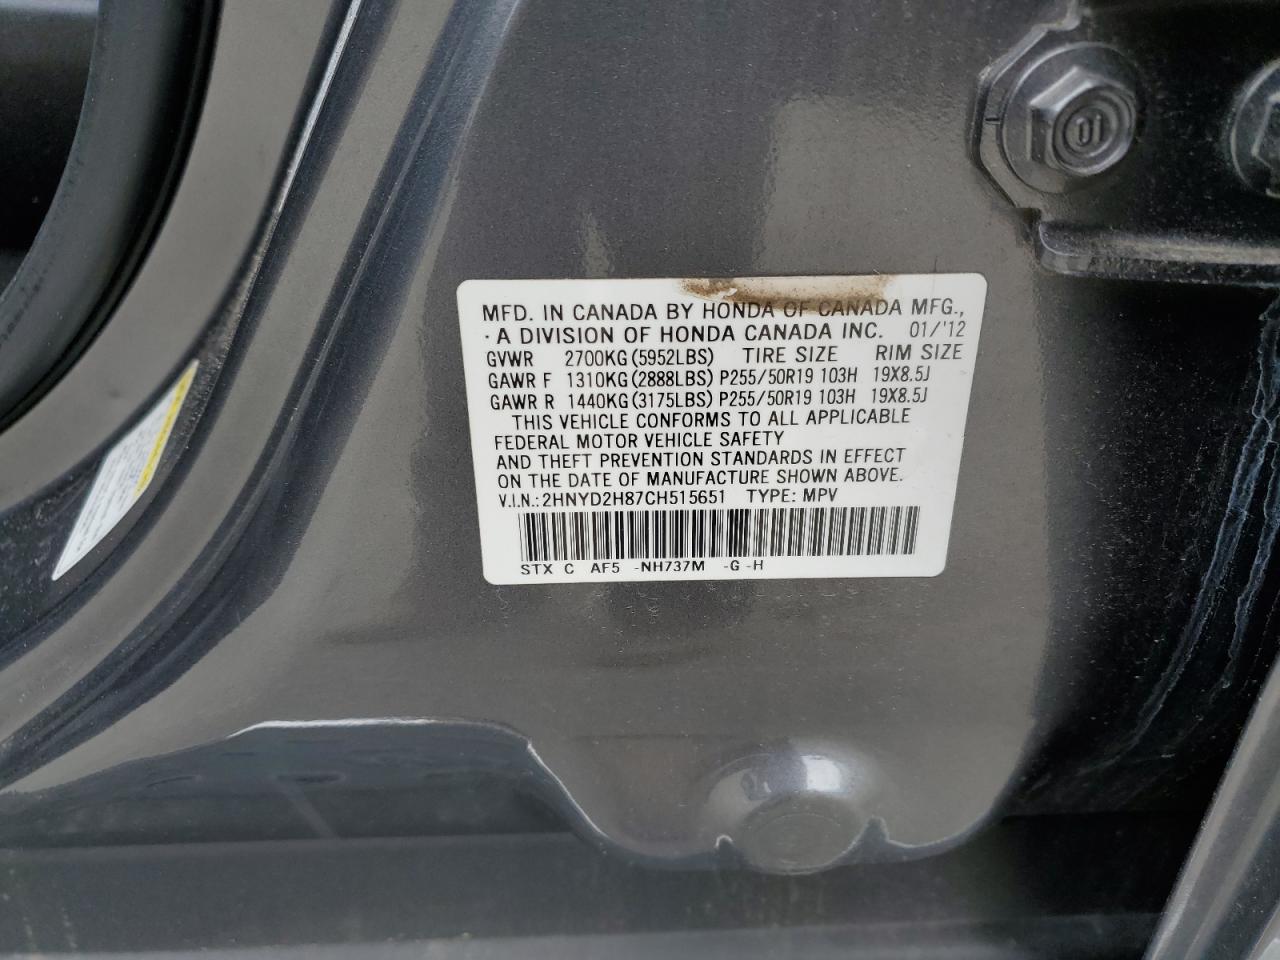 MFD. IN CANADA BY HONDA OF CANADA MFG.,
· A DIVISION OF HONDA CANADA INC. 01/'12
GVWR 2700KG (5952LBS) TIRE SIZE RIM SIZE
GAWR F 1310KG (2888LBS) P255/50R19 103H 19X8.5J
GAWR R 1440KG (3175LBS) P255/50R19 103H 19X8.5J
THIS VEHICLE CONFORMS TO ALL APPLICABLE
FEDERAL MOTOR VEHICLE SAFETY
AND THEFT PREVENTION STANDARDS IN EFFECT
ON THE DATE OF MANUFACTURE SHOWN ABOVE.
V.I.N.: 2HNYD2H87CH515651 TYPE: MPV
STX C AF5 -NH737M -G -H